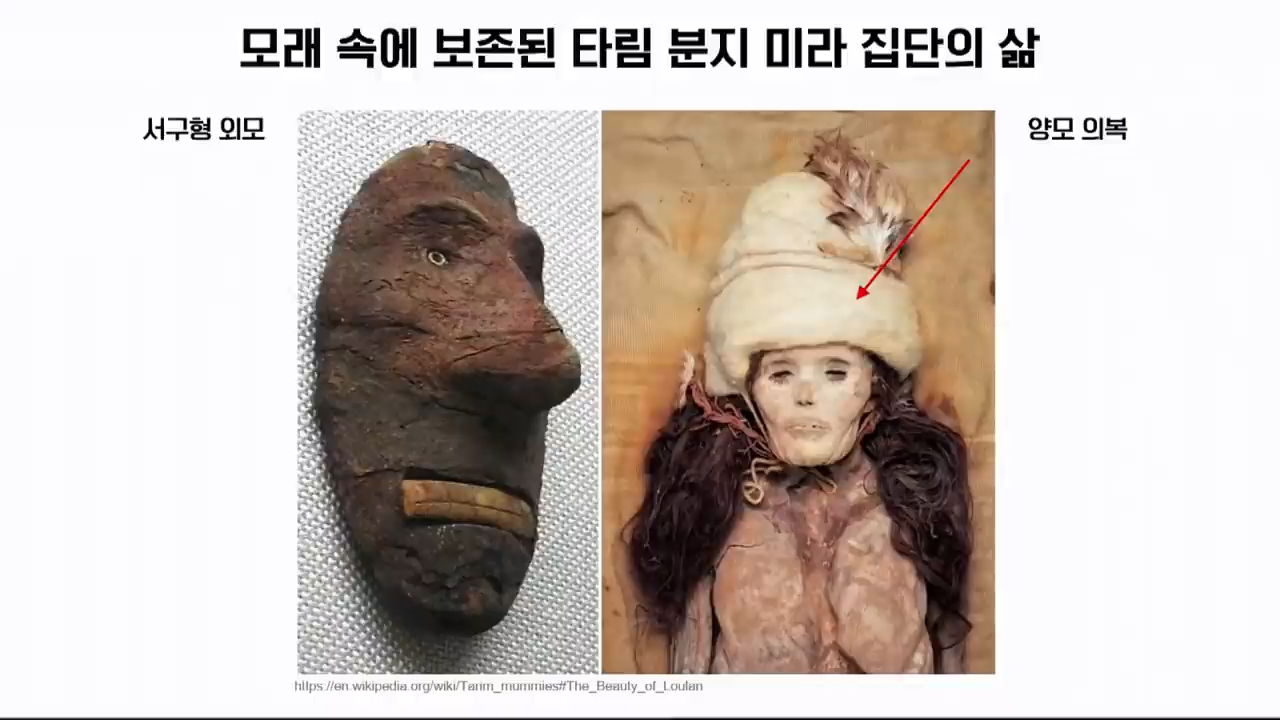 모래 속에 보존된 타림 분지 미라 집단의 삶
서구형 외모
양모 의복
https://en.wikipedia.org/wiki/Tarim_mummies#The_Beauty_of_Loulan